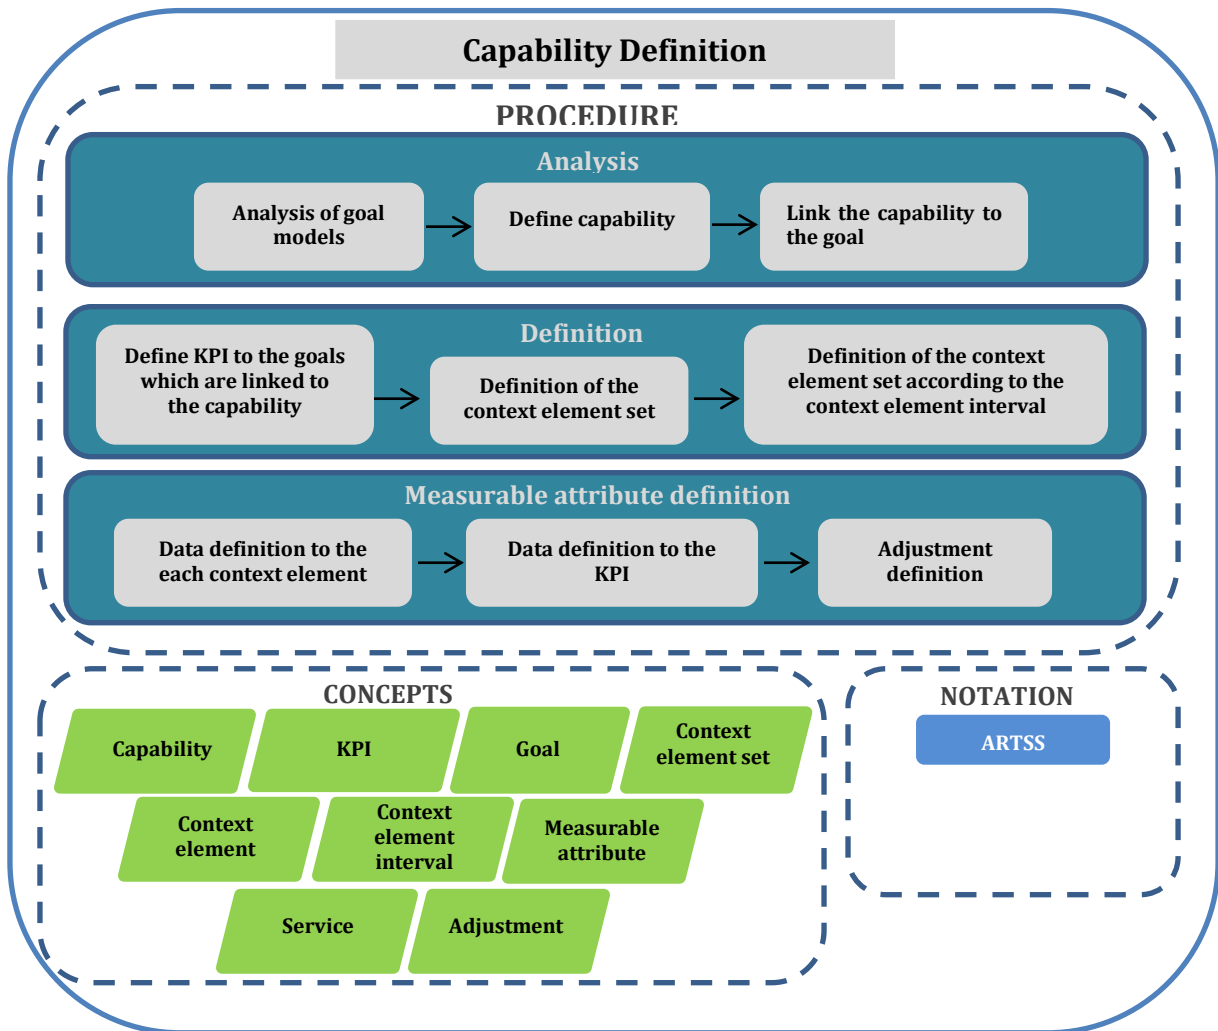 Capability Definition
PROCEDURE
Analysis
Analysis of goal
models
Define capability
Link the capability to
the goal
Definition
Define KPI to the goals
which are linked to
the capability
Definition of the
context element set
Definition of the context
element set according to the
context element interval
Measurable attribute definition
Data definition to the
each context element
Data definition to the
KPI
Adjustment
definition
CONCEPTS
Capability
KPI
Goal
Context
element set
Context
element
Context
element
interval
Measurable
attribute
Service
Adjustment
NOTATION
ARTSS